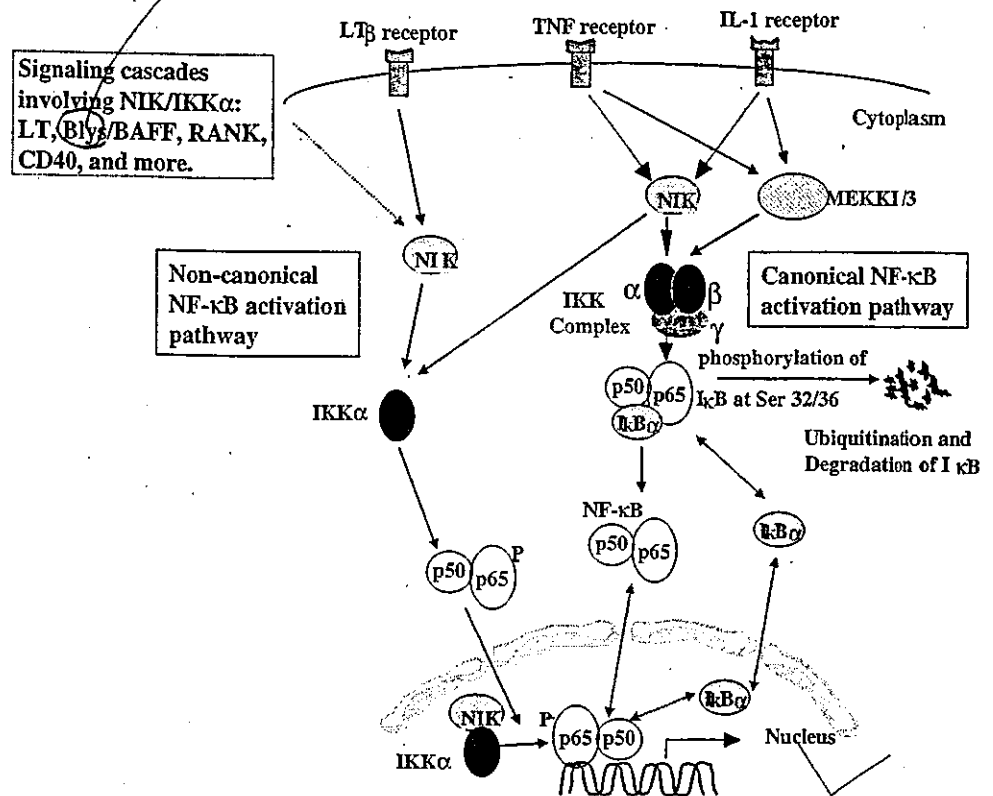 LTβ receptor
TNF receptor
IL-1 receptor
Signaling cascades
involving NIK/IKKα:
LT, Blys/BAFF, RANK,
CD40, and more.
Cytoplasm
NIK
MEKK1/3
NIK
Non-canonical
NF-κB activation
pathway
α
β
γ
IKK
Complex
Canonical NF-κB
activation pathway
phosphorylation of
IκB at Ser 32/36
p50
p65
IκBα
IKKα
Ubiquitination and
Degradation of I κB
NF-κB
p50
p65
IκBα
p50
p65
P
IκBα
NIK
IKKα
P
p65
p50
Nucleus